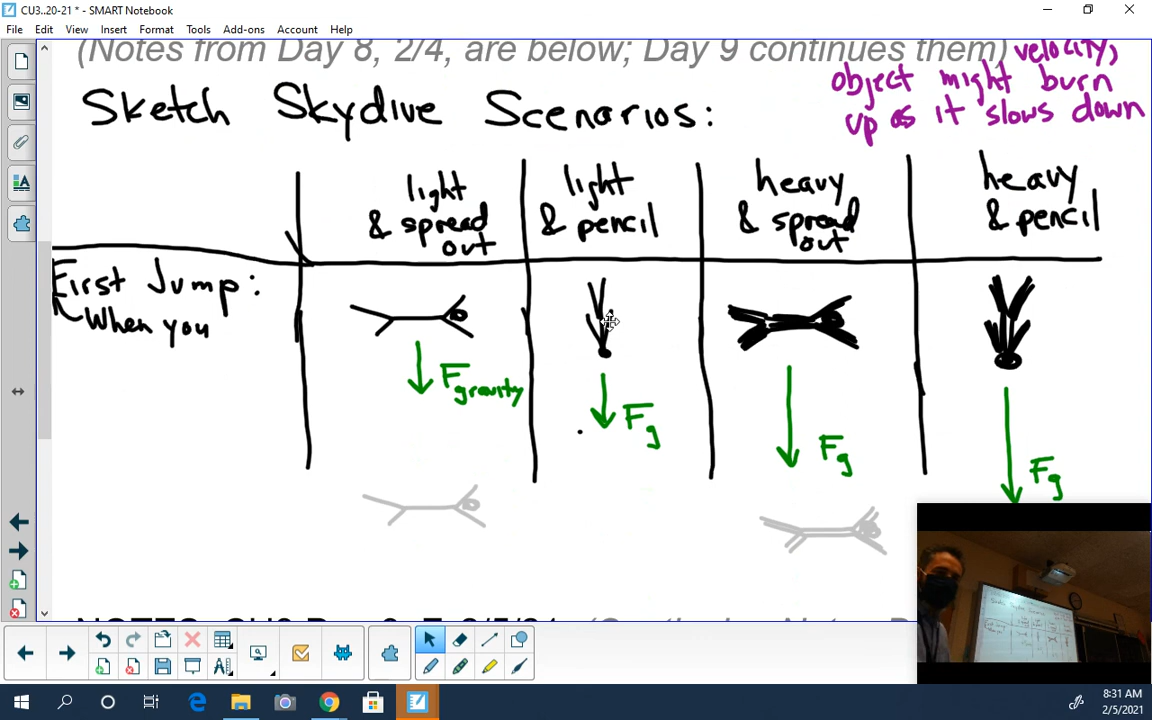 CU3..20-21 * - SMART Notebook
File Edit View Insert Format Tools Add-ons Account Help
(Notes from Day 8, 2/4, are below; Day 9 continues them)
velocity,
object might burn
up as it slows down
Sketch Skydive Scenarios:
light
& spread
out
light
& pencil
heavy
& spread
out
heavy
& pencil
First Jump:
When you
Fgravity
Fg
Fg
Fg
8:31 AM
2/5/2021